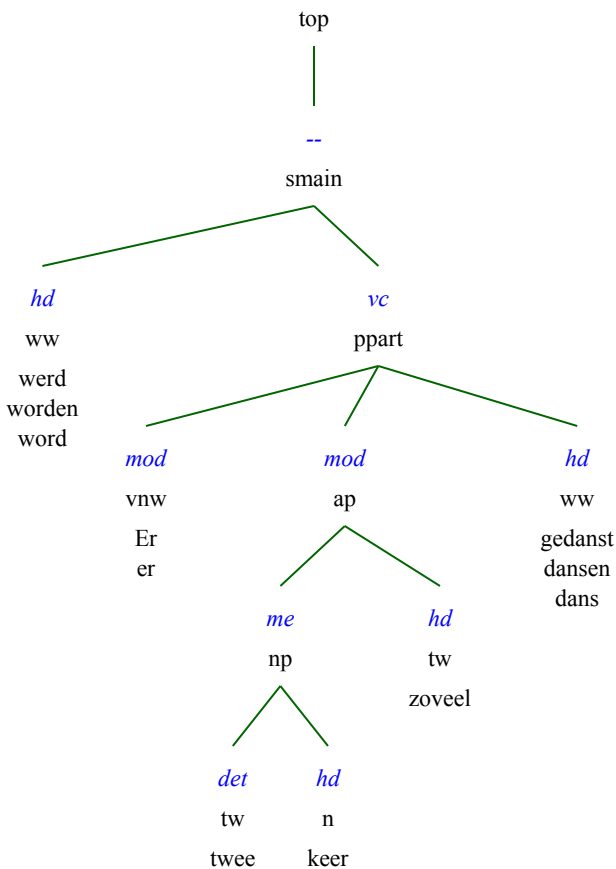 top
--
smain
hd vc
ww ppart
werd
worden
word
mod mod hd
vnw ap ww
Er gedanst
er dansen
dans
me hd
np tw
zoveel
det hd
tw n
twee keer